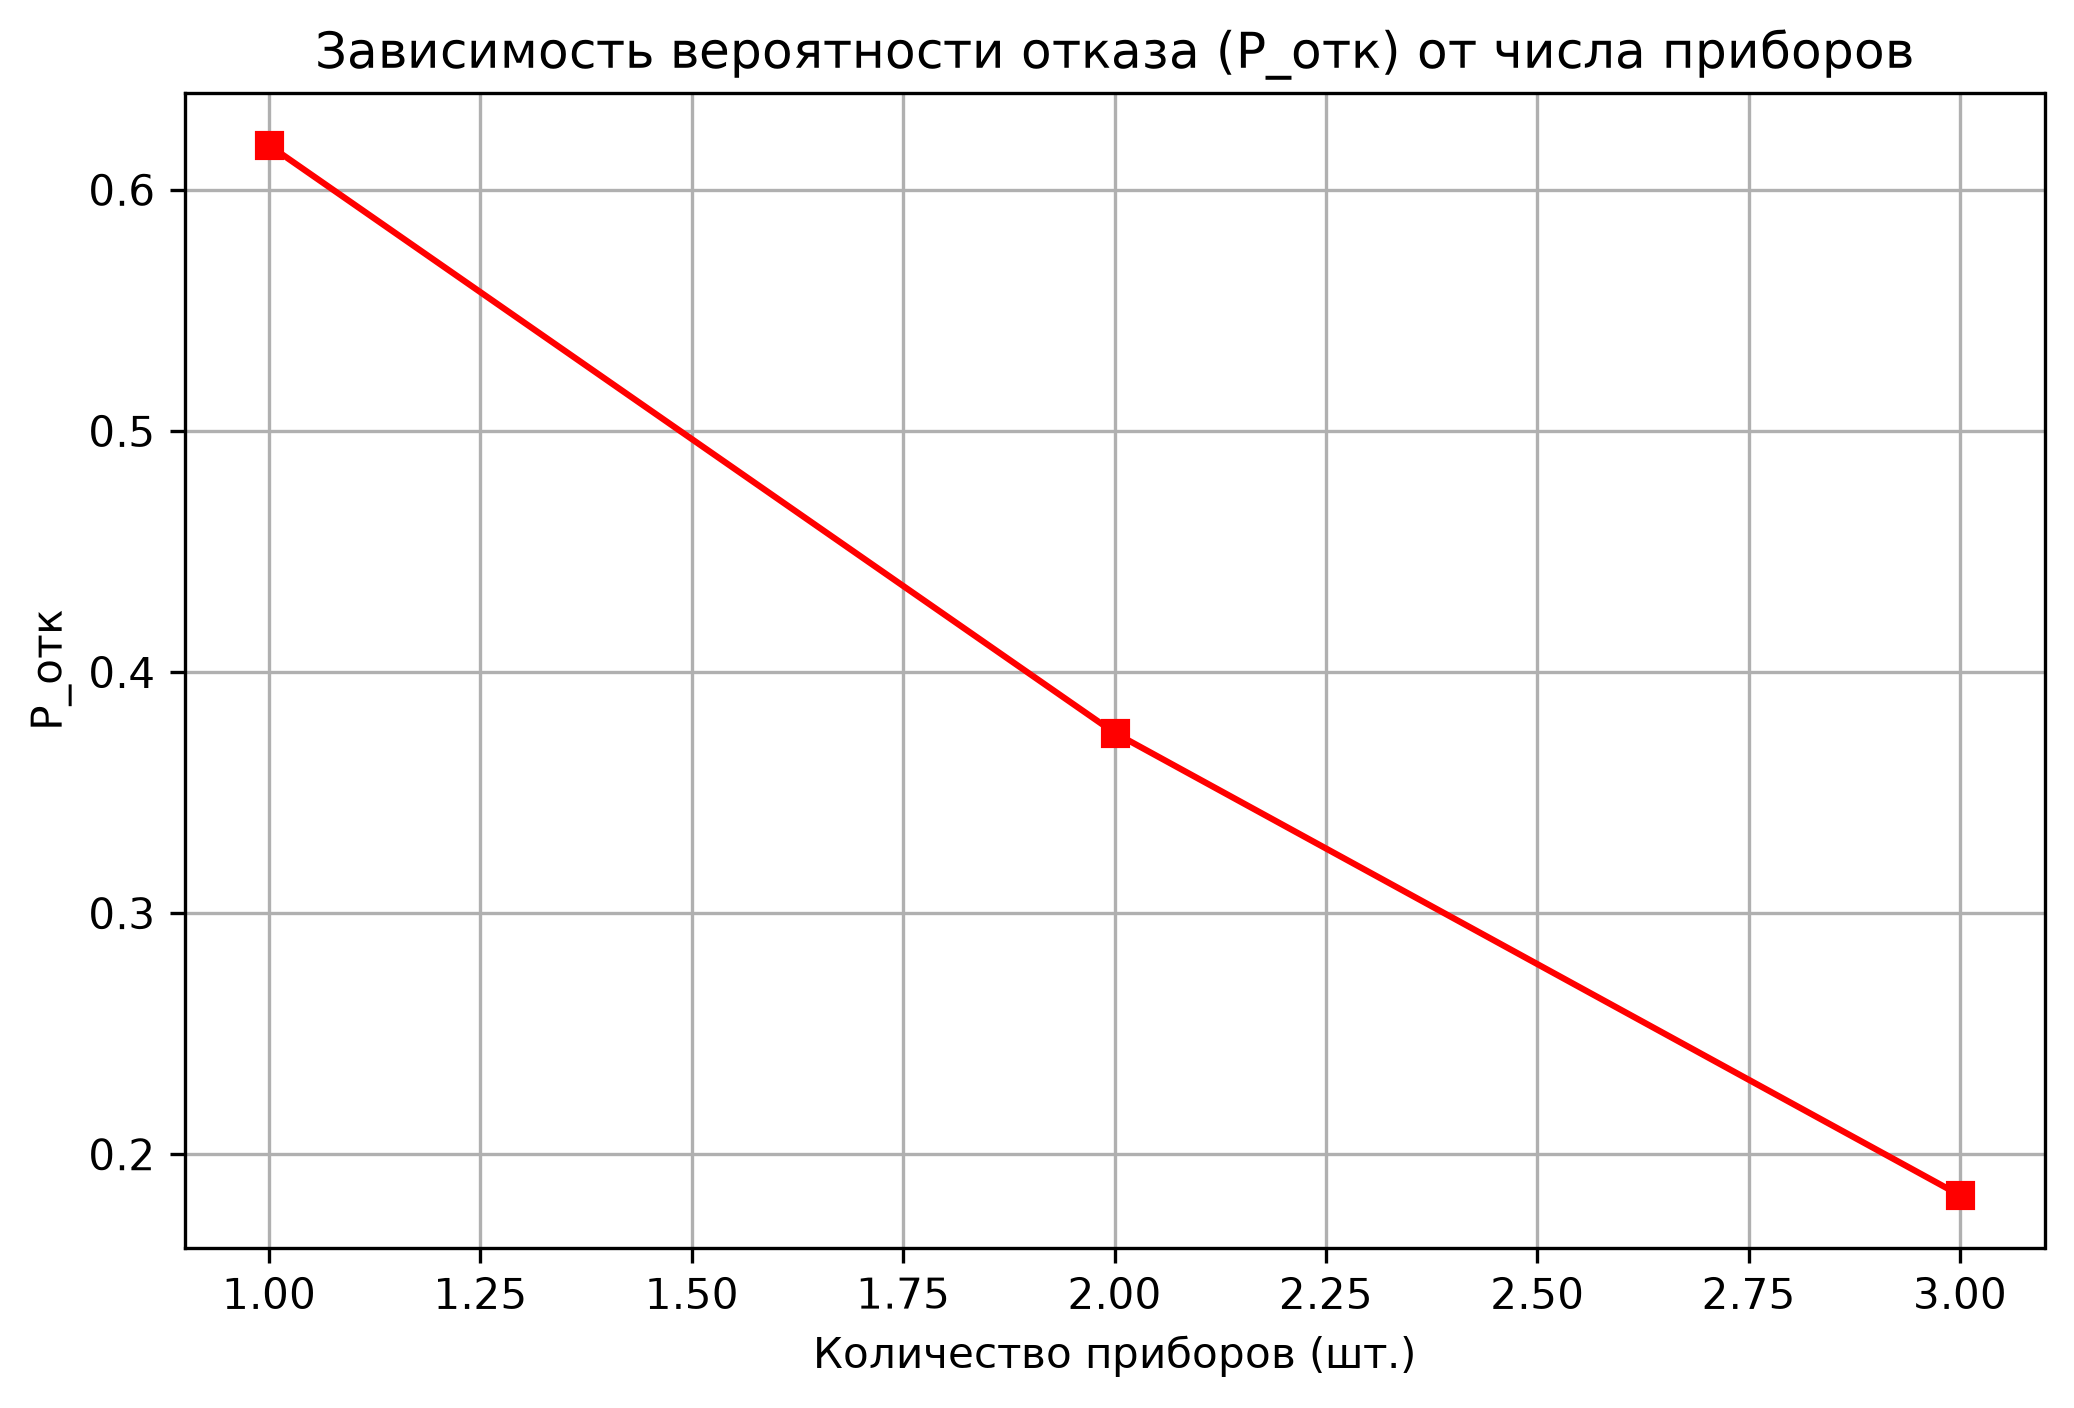 Зависимость вероятности отказа (P_отк) от числа приборов
P_отк
0.6
0.5
0.4
0.3
0.2
1.00 1.25 1.50 1.75 2.00 2.25 2.50 2.75 3.00
Количество приборов (шт.)